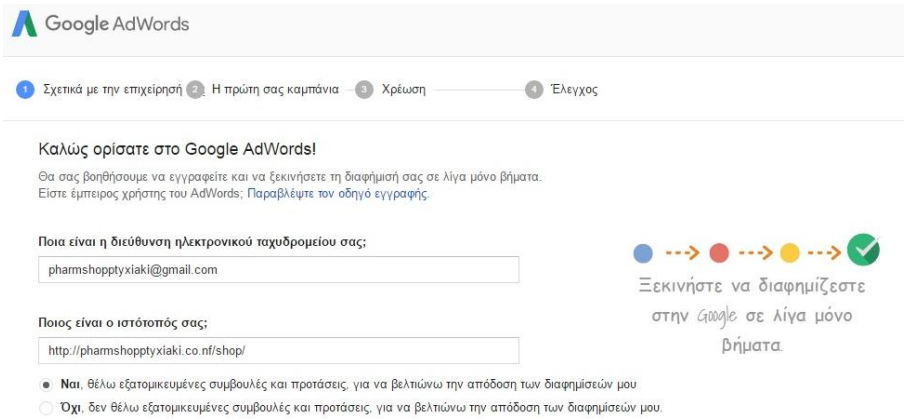 Google AdWords
1 Σχετικά με την επιχείρησή 2 Η πρώτη σας καμπάνια 3 Χρέωση 4 Έλεγχος
Καλώς ορίσατε στο Google AdWords!
Θα σας βοηθήσουμε να εγγραφείτε και να ξεκινήσετε τη διαφήμισή σας σε λίγα μόνο βήματα.
Είστε έμπειρος χρήστης του AdWords; Παραβλέψτε τον οδηγό εγγραφής.
Ποια είναι η διεύθυνση ηλεκτρονικού ταχυδρομείου σας;
pharmshopptyxiaki@gmail.com
Ποιος είναι ο ιστότοπός σας;
http://pharmshopptyxiaki.co.nf/shop/
Ναι, θέλω εξατομικευμένες συμβουλές και προτάσεις, για να βελτιώνω την απόδοση των διαφημίσεών μου
Όχι, δεν θέλω εξατομικευμένες συμβουλές και προτάσεις, για να βελτιώνω την απόδοση των διαφημίσεών μου.
Ξεκινήστε να διαφημίζεστε
στην Google σε λίγα μόνο
βήματα.